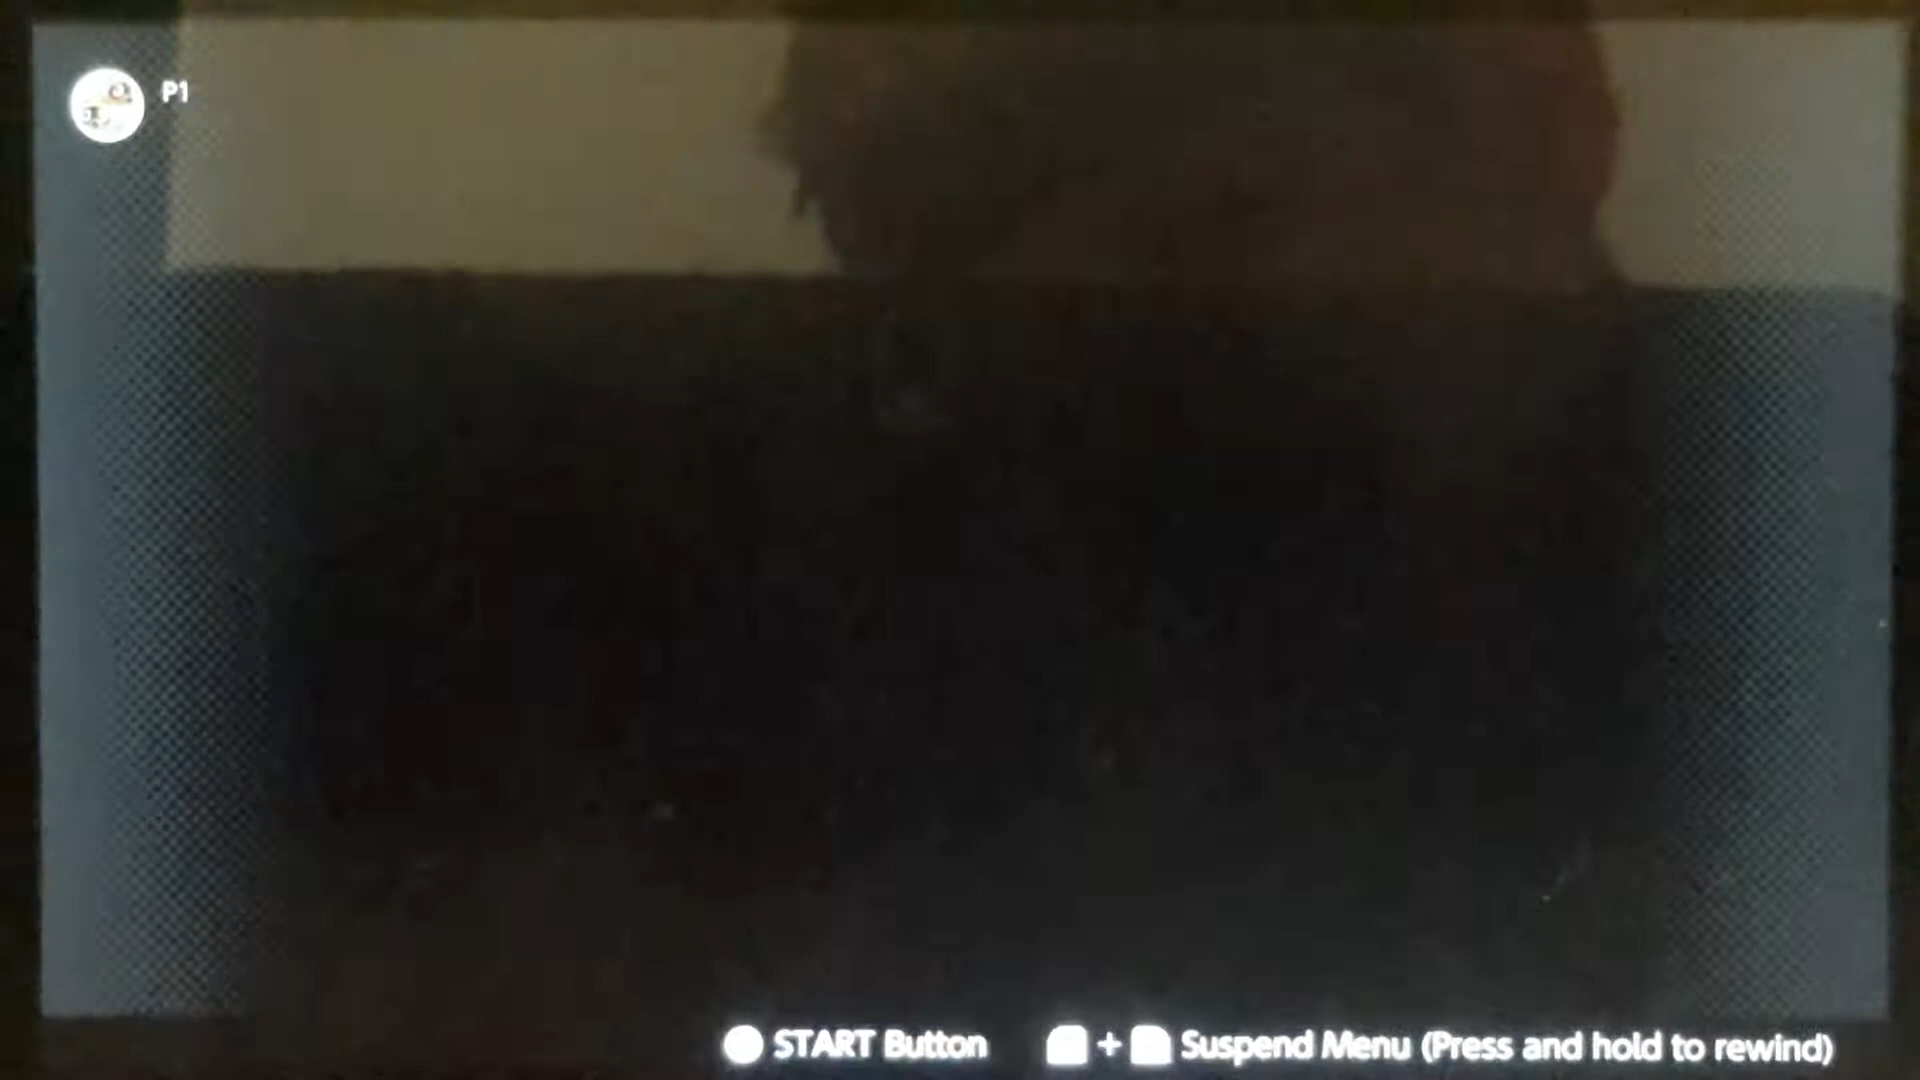 P1
START Button
+ Suspend Menu (Press and hold to rewind)